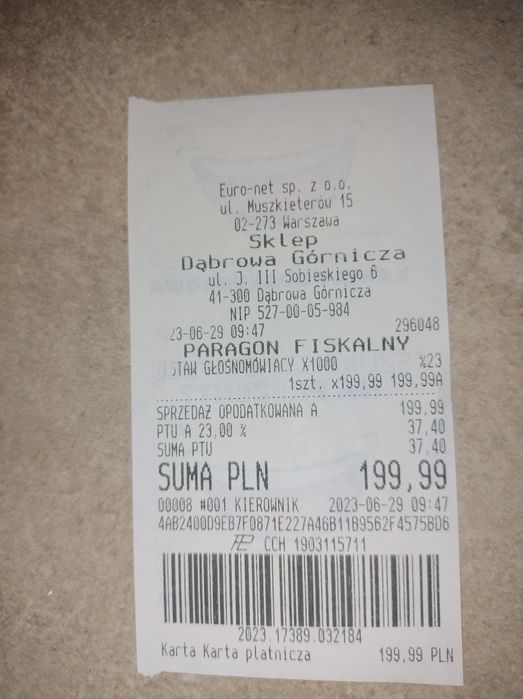 Euro-net sp. z o.o.
ul. Muszkieterów 15
02-273 Warszawa
Sklep
Dąbrowa Górnicza
ul. J. III Sobieskiego 6
41-300 Dąbrowa Górnicza
NIP 527-00-05-984
23-06-29 09:47 296048
PARAGON FISKALNY
STAW GŁOŚNOMÓWIĄCY X1000 %23
1szt. x199,99 199,99A
SPRZEDAŻ OPODATKOWANA A 199,99
PTU A 23,00 % 37,40
SUMA PTU 37,40
SUMA PLN 199,99
00008 #001 KIEROWNIK 2023-06-29 09:47
4AB2400D9EB7F0871E227A46B11B9562F4575BD6
PL CCH 1903115711
2023.17389.032184
Karta Karta płatnicza 199,99 PLN